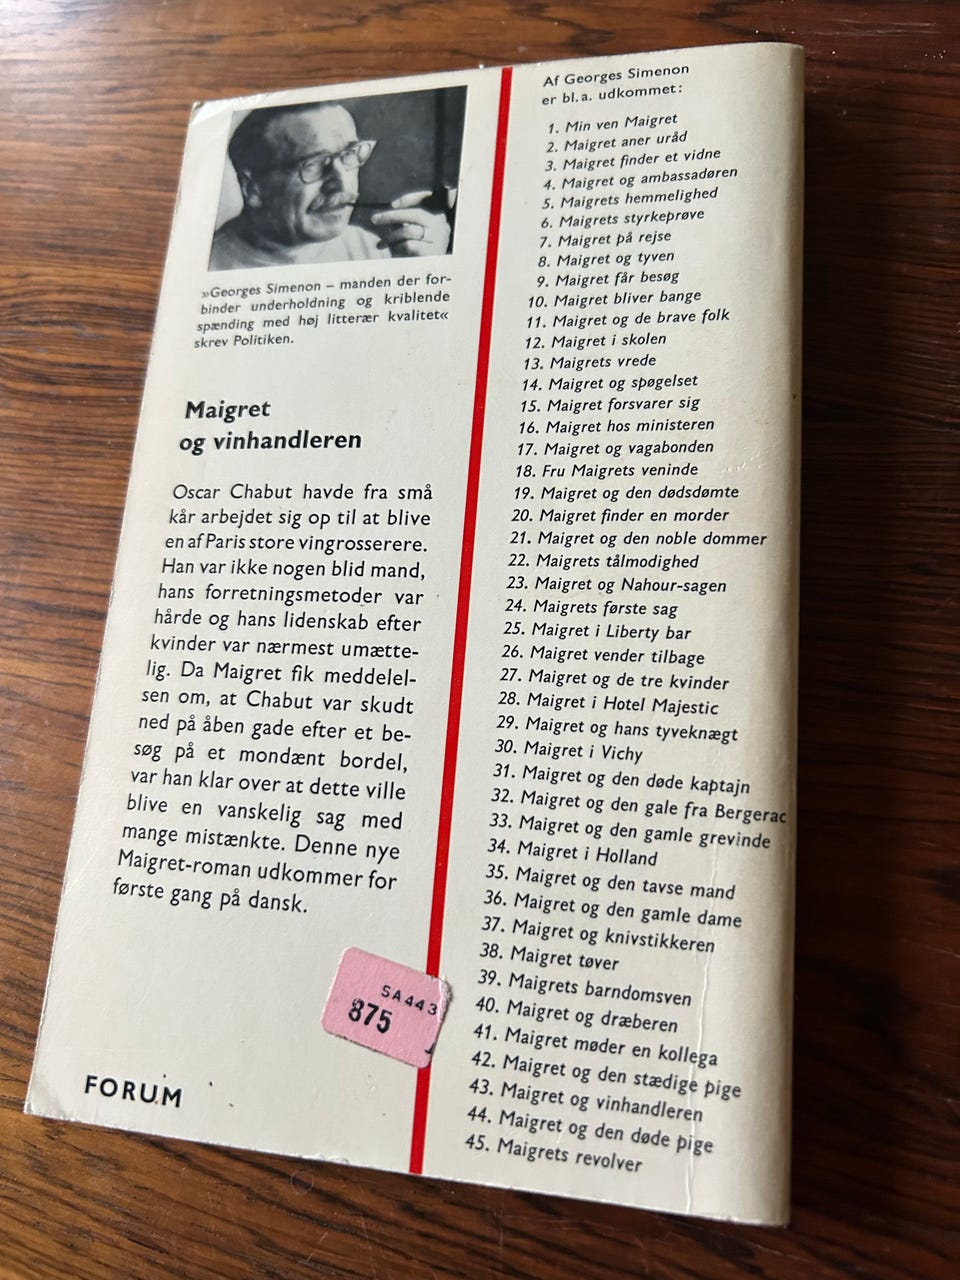 »Georges Simenon – manden der for-
binder underholdning og kriblende
spænding med høj litterær kvalitet«
skrev Politiken.
Maigret
og vinhandleren
Oscar Chabut havde fra små
kår arbejdet sig op til at blive
en af Paris store vingrosserere.
Han var ikke nogen blid mand,
hans forretningsmetoder var
hårde og hans lidenskab efter
kvinder var nærmest umætte-
lig. Da Maigret fik meddelel-
sen om, at Chabut var skudt
ned på åben gade efter et be-
søg på et mondænt bordel,
var han klar over at dette ville
blive en vanskelig sag med
mange mistænkte. Denne nye
Maigret-roman udkommer for
første gang på dansk.
SA443
875
FORUM
Af Georges Simenon
er bl.a. udkommet:
1. Min ven Maigret
2. Maigret aner uråd
3. Maigret finder et vidne
4. Maigret og ambassadøren
5. Maigrets hemmelighed
6. Maigrets styrkeprøve
7. Maigret på rejse
8. Maigret og tyven
9. Maigret får besøg
10. Maigret bliver bange
11. Maigret og de brave folk
12. Maigret i skolen
13. Maigrets vrede
14. Maigret og spøgelset
15. Maigret forsvarer sig
16. Maigret hos ministeren
17. Maigret og vagabonden
18. Fru Maigrets veninde
19. Maigret og den dødsdømte
20. Maigret finder en morder
21. Maigret og den noble dommer
22. Maigrets tålmodighed
23. Maigret og Nahour-sagen
24. Maigrets første sag
25. Maigret i Liberty bar
26. Maigret vender tilbage
27. Maigret og de tre kvinder
28. Maigret i Hotel Majestic
29. Maigret og hans tyveknægt
30. Maigret i Vichy
31. Maigret og den døde kaptajn
32. Maigret og den gale fra Bergerac
33. Maigret og den gamle grevinde
34. Maigret i Holland
35. Maigret og den tavse mand
36. Maigret og den gamle dame
37. Maigret og knivstikkeren
38. Maigret tøver
39. Maigrets barndomsven
40. Maigret og dræberen
41. Maigret møder en kollega
42. Maigret og den stædige pige
43. Maigret og vinhandleren
44. Maigret og den døde pige
45. Maigrets revolver